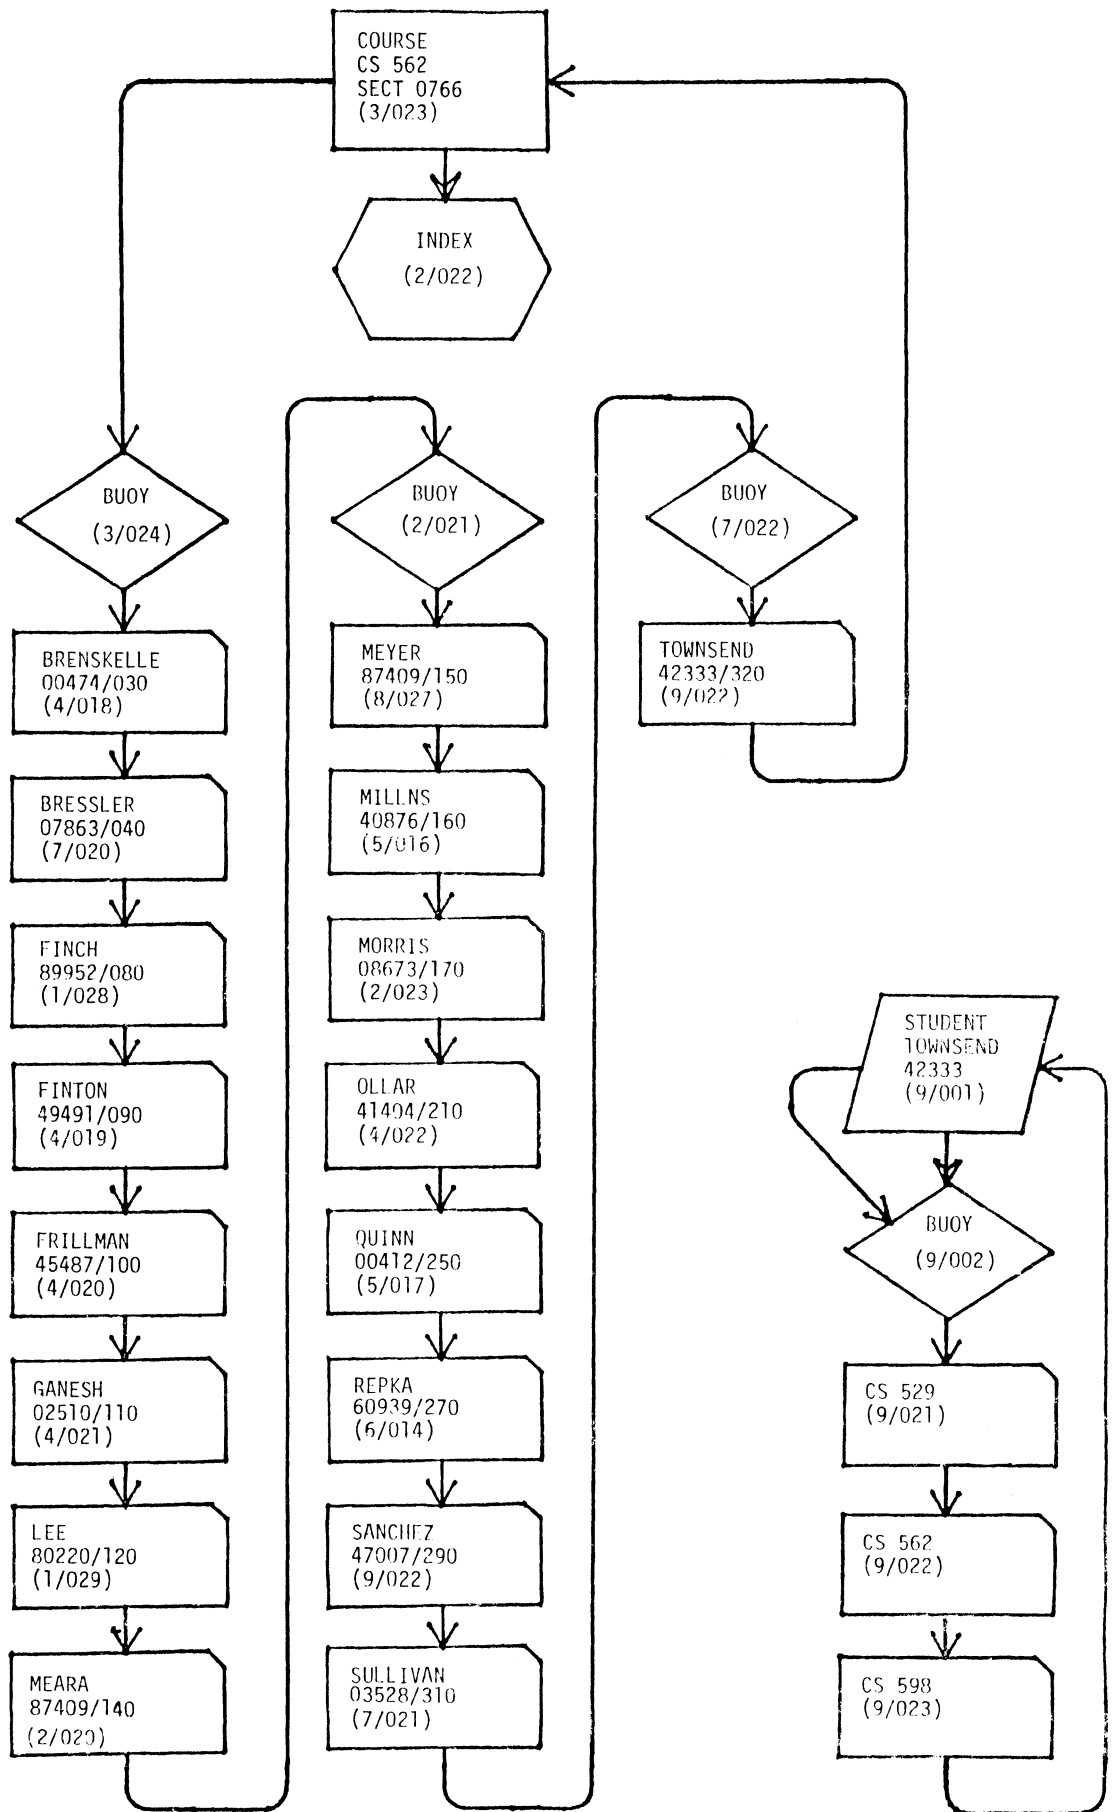 COURSE
CS 562
SECT 0766
(3/023)
INDEX
(2/022)
BUOY
(3/024)
BRENSKELLE
00474/030
(4/018)
BRESSLER
07863/040
(7/020)
FINCH
89952/080
(1/028)
FINTON
49491/090
(4/019)
FRILLMAN
45487/100
(4/020)
GANESH
02510/110
(4/021)
LEE
80220/120
(1/029)
MEARA
87409/140
(2/020)
BUOY
(2/021)
MEYER
87409/150
(8/027)
MILLNS
40876/160
(5/016)
MORRIS
08673/170
(2/023)
OLLAR
41404/210
(4/022)
QUINN
00412/250
(5/017)
REPKA
60939/270
(6/014)
SANCHEZ
47007/290
(9/022)
SULLIVAN
03528/310
(7/021)
BUOY
(7/022)
TOWNSEND
42333/320
(9/022)
STUDENT
TOWNSEND
42333
(9/001)
BUOY
(9/002)
CS 529
(9/021)
CS 562
(9/022)
CS 598
(9/023)